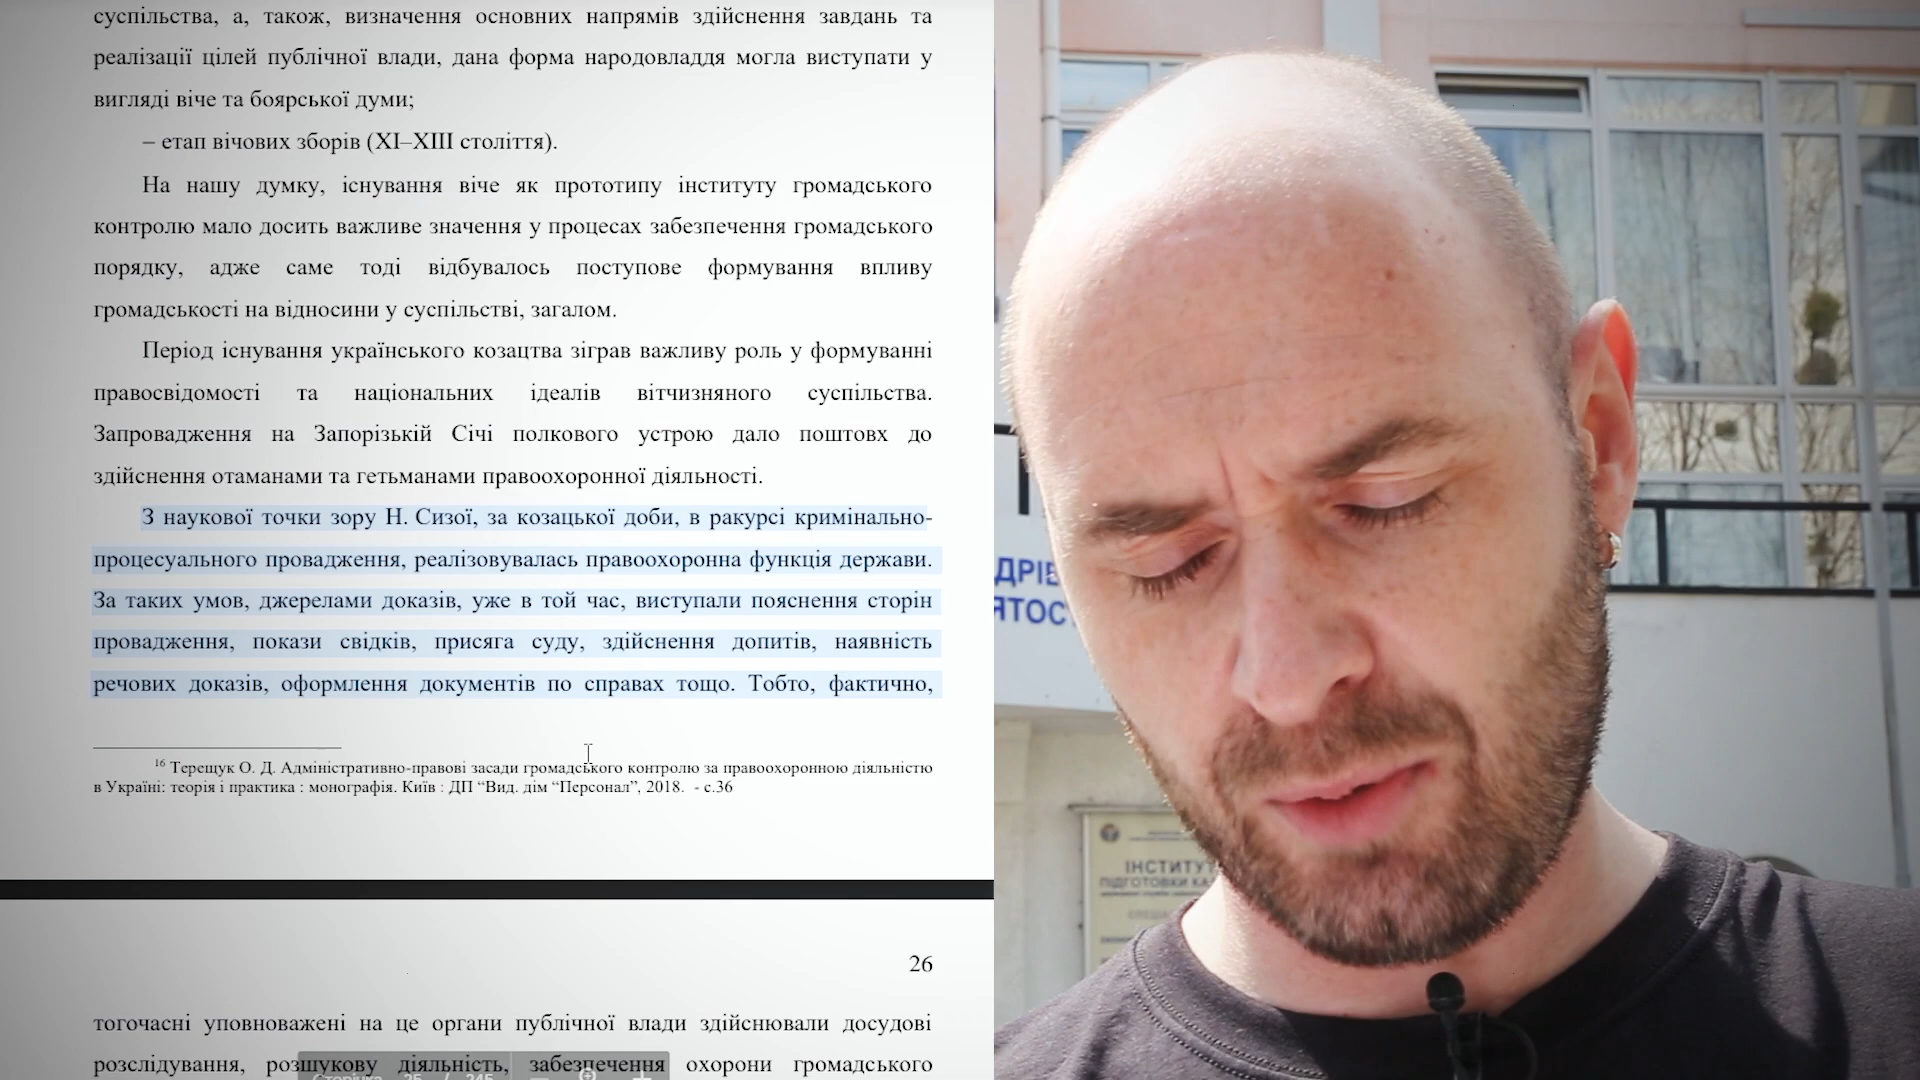 суспільства, а, також, визначення основних напрямів здійснення завдань та
реалізації цілей публічної влади, дана форма народовладдя могла виступати у
вигляді віче та боярської думи;
– етап вічових зборів (XI–XIII століття).
На нашу думку, існування віче як прототипу інституту громадського
контролю мало досить важливе значення у процесах забезпечення громадського
порядку, адже саме тоді відбувалось поступове формування впливу
громадськості на відносини у суспільстві, загалом.
Період існування українського козацтва зіграв важливу роль у формуванні
правосвідомості та національних ідеалів вітчизняного суспільства.
Запровадження на Запорізькій Січі полкового устрою дало поштовх до
здійснення отаманами та гетьманами правоохоронної діяльності.
З наукової точки зору Н. Сизої, за козацької доби, в ракурсі кримінально-
процесуального провадження, реалізовувалась правоохоронна функція держави.
За таких умов, джерелами доказів, уже в той час, виступали пояснення сторін
провадження, покази свідків, присяга суду, здійснення допитів, наявність
речових доказів, оформлення документів по справах тощо. Тобто, фактично,
16 Терещук О. Д. Адміністративно-правові засади громадського контролю за правоохоронною діяльністю
в Україні: теорія і практика : монографія. Київ : ДП “Вид. дім “Персонал”, 2018. - с.36
26
тогочасні уповноважені на це органи публічної влади здійснювали досудові
розслідування, розшукову діяльність, забезпечення охорони громадського
Сторінка 25 / 245
ІНСТИТУТ
ПІДГОТОВКИ